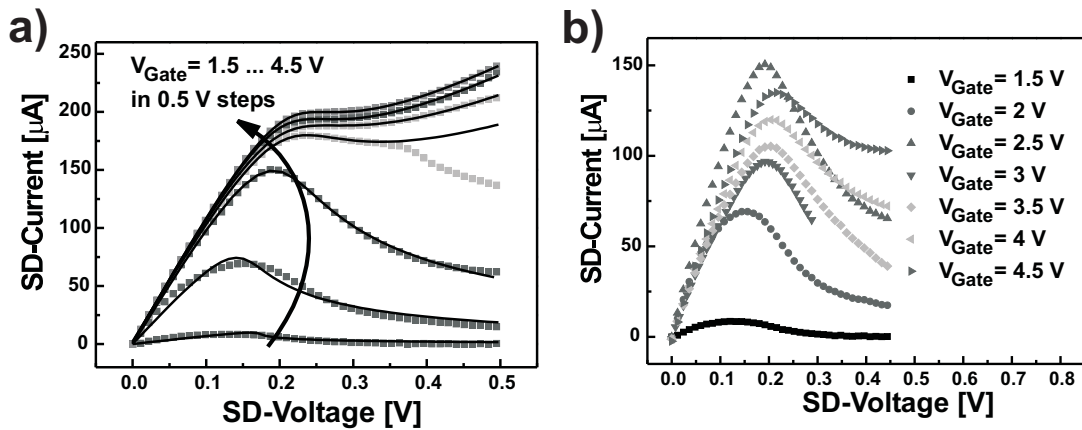 a)
V_Gate = 1.5 ... 4.5 V
in 0.5 V steps
250
200
150
100
50
0
SD-Current [µA]
0.0 0.1 0.2 0.3 0.4 0.5
SD-Voltage [V]
b)
150
100
50
0
SD-Current [µA]
V_Gate = 1.5 V
V_Gate = 2 V
V_Gate = 2.5 V
V_Gate = 3 V
V_Gate = 3.5 V
V_Gate = 4 V
V_Gate = 4.5 V
0.0 0.1 0.2 0.3 0.4 0.5 0.6 0.7 0.8
SD-Voltage [V]